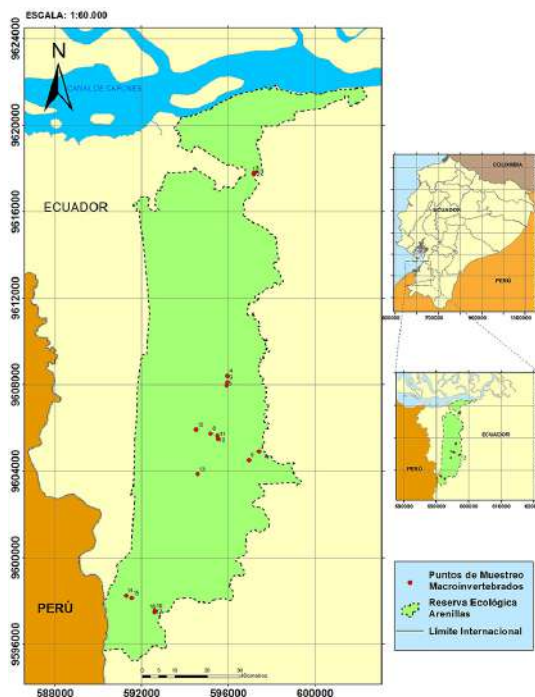 ESCALA: 1:60.000
9624000
9620000
9616000
9612000
9608000
9604000
9600000
9596000
N
CANAL DE CAPONES
ECUADOR
PERÚ
588000
592000
596000
600000
COLOMBIA
ECUADOR
PERÚ
ECUADOR
PERÚ
Puntos de Muestreo
Macroinvertebrados
Reserva Ecológica
Arenillas
Límite Internacional